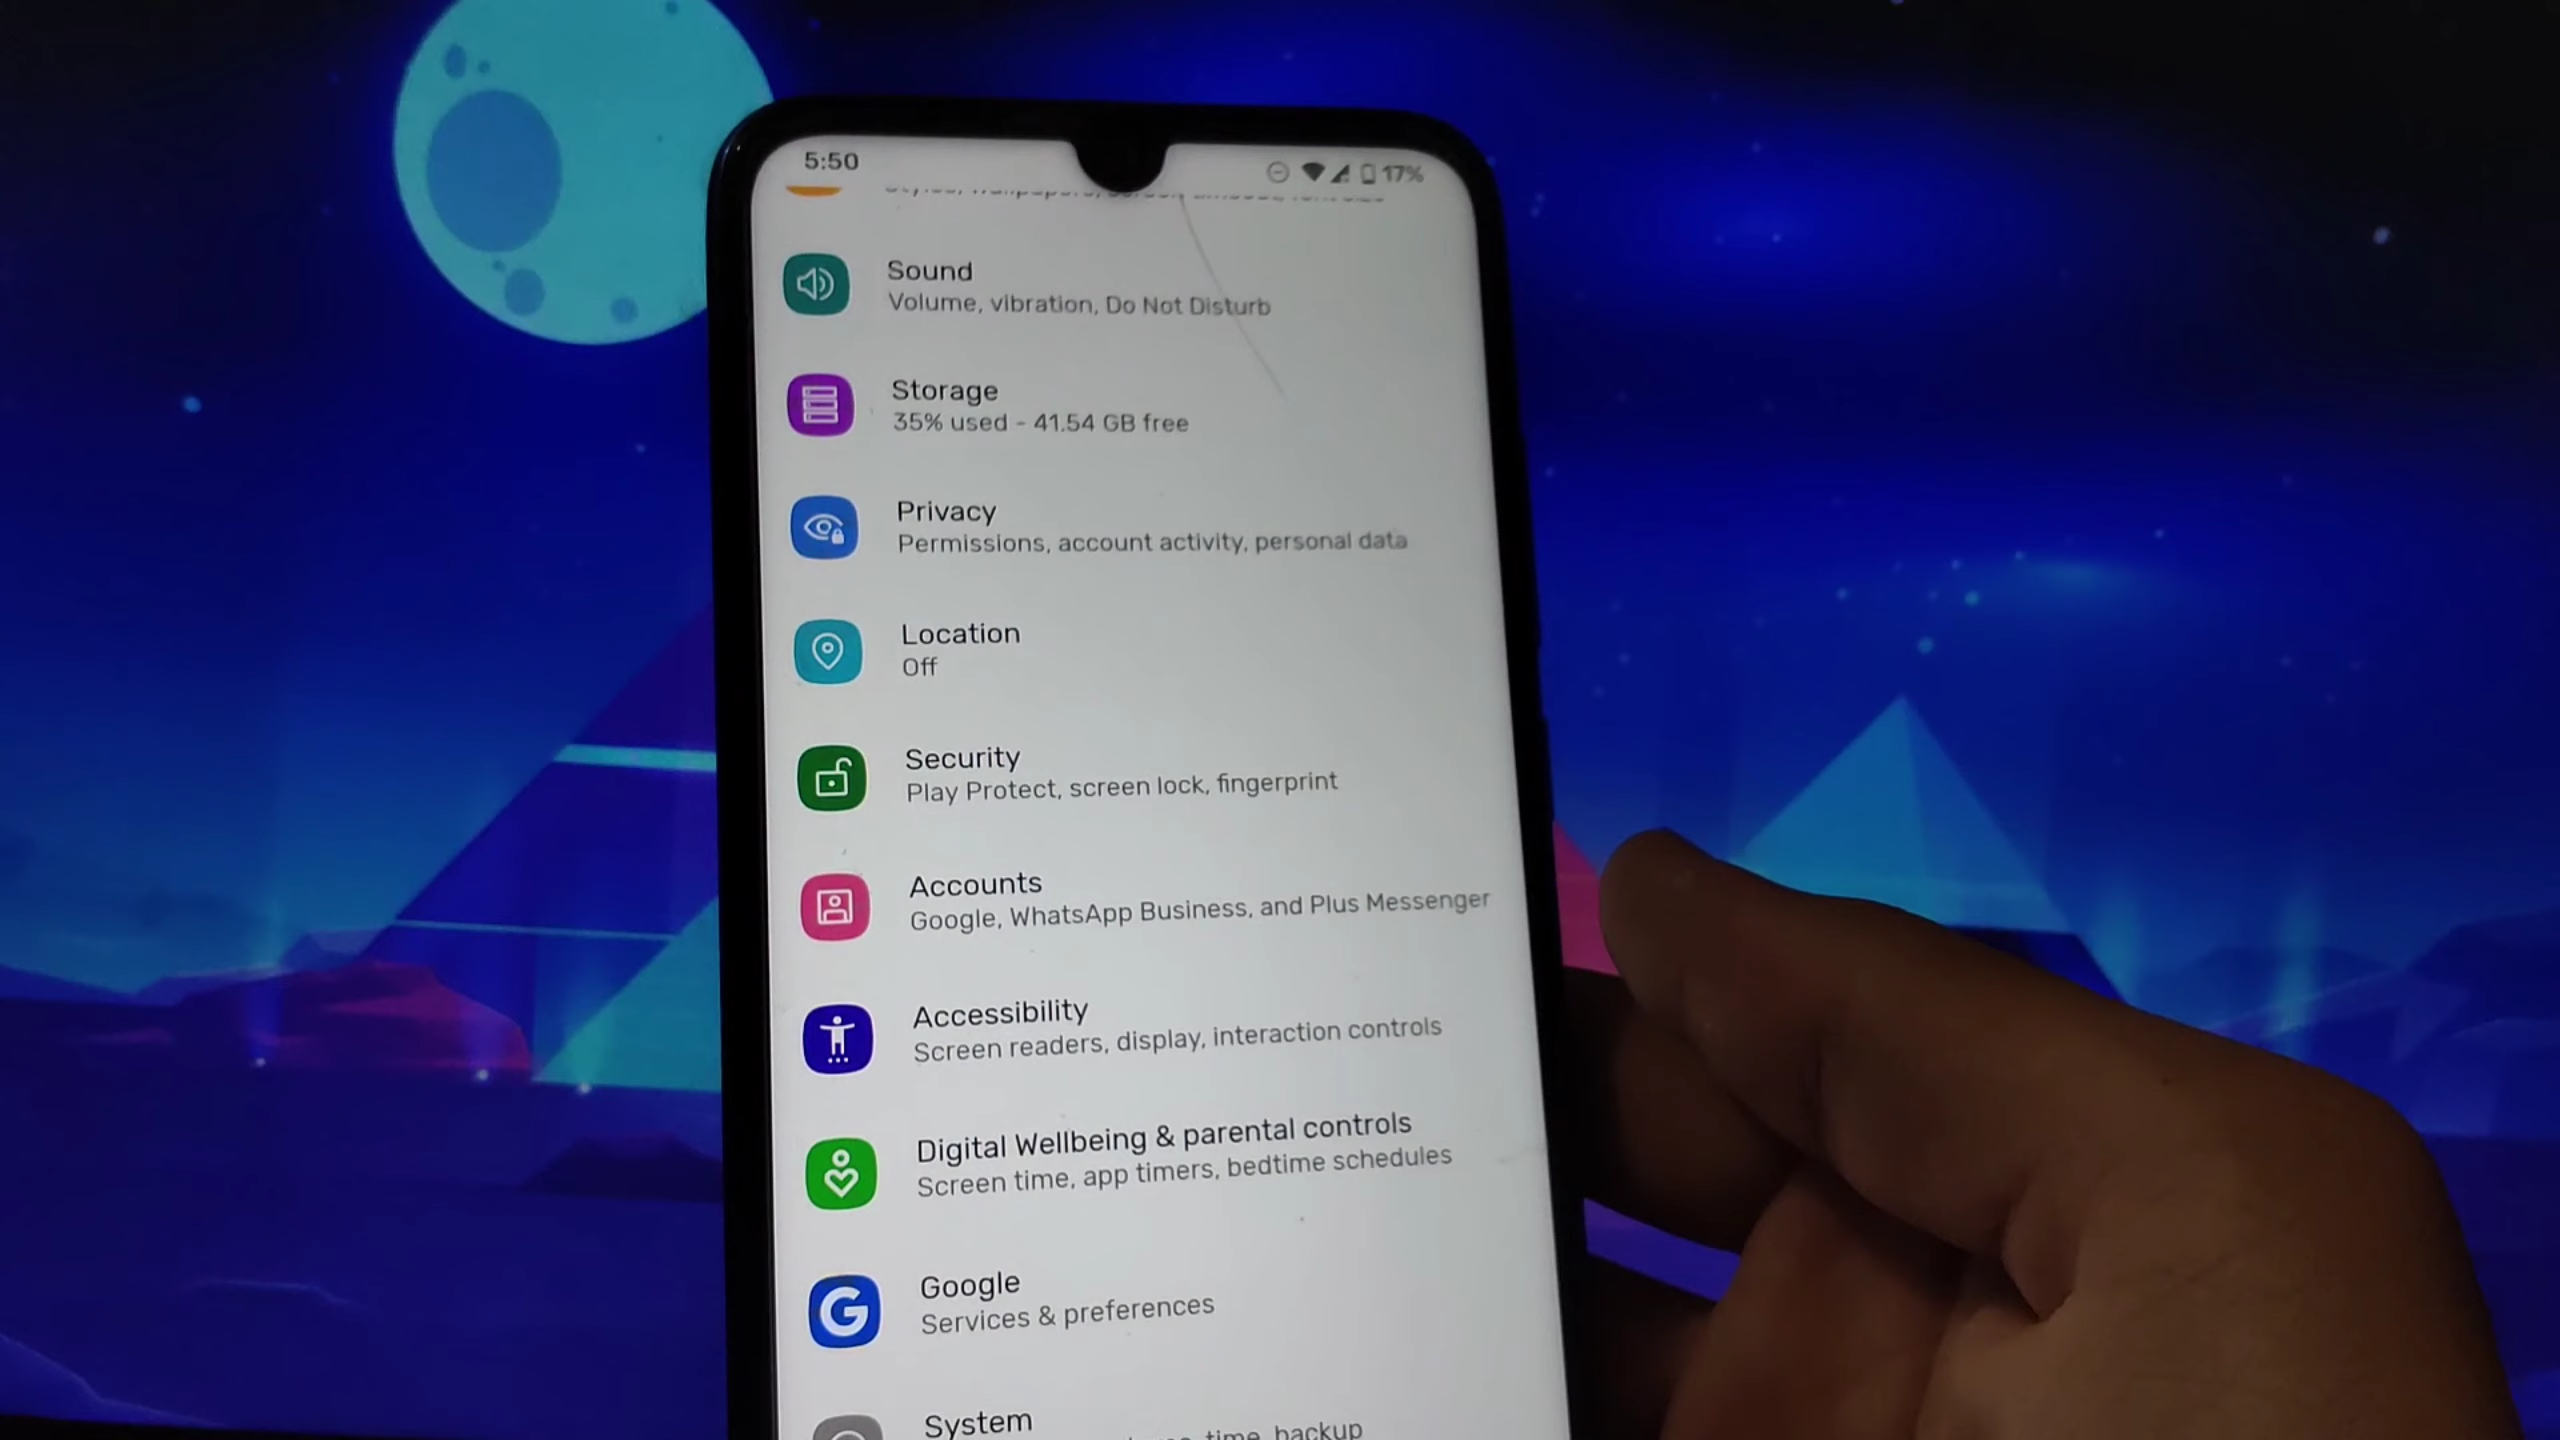 5:50
17%
Sound
Volume, vibration, Do Not Disturb
Storage
35% used - 41.54 GB free
Privacy
Permissions, account activity, personal data
Location
Off
Security
Play Protect, screen lock, fingerprint
Accounts
Google, WhatsApp Business, and Plus Messenger
Accessibility
Screen readers, display, interaction controls
Digital Wellbeing & parental controls
Screen time, app timers, bedtime schedules
Google
Services & preferences
System
time, backup